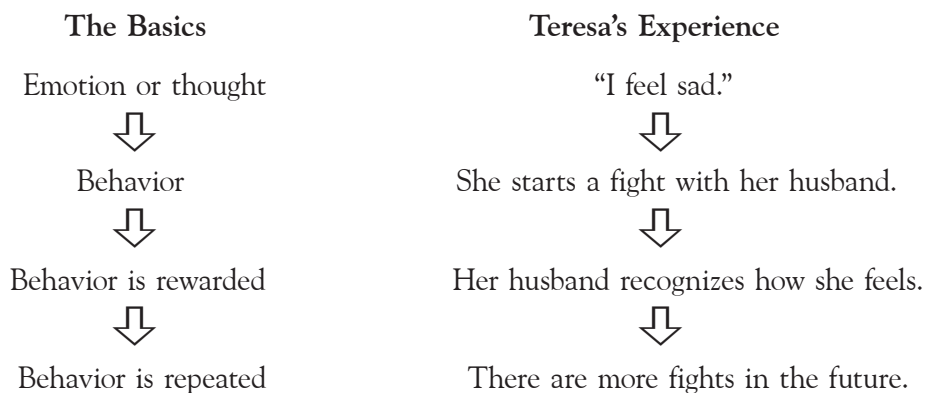 The Basics
Emotion or thought
Behavior
Behavior is rewarded
Behavior is repeated
Teresa’s Experience
“I feel sad.”
She starts a fight with her husband.
Her husband recognizes how she feels.
There are more fights in the future.